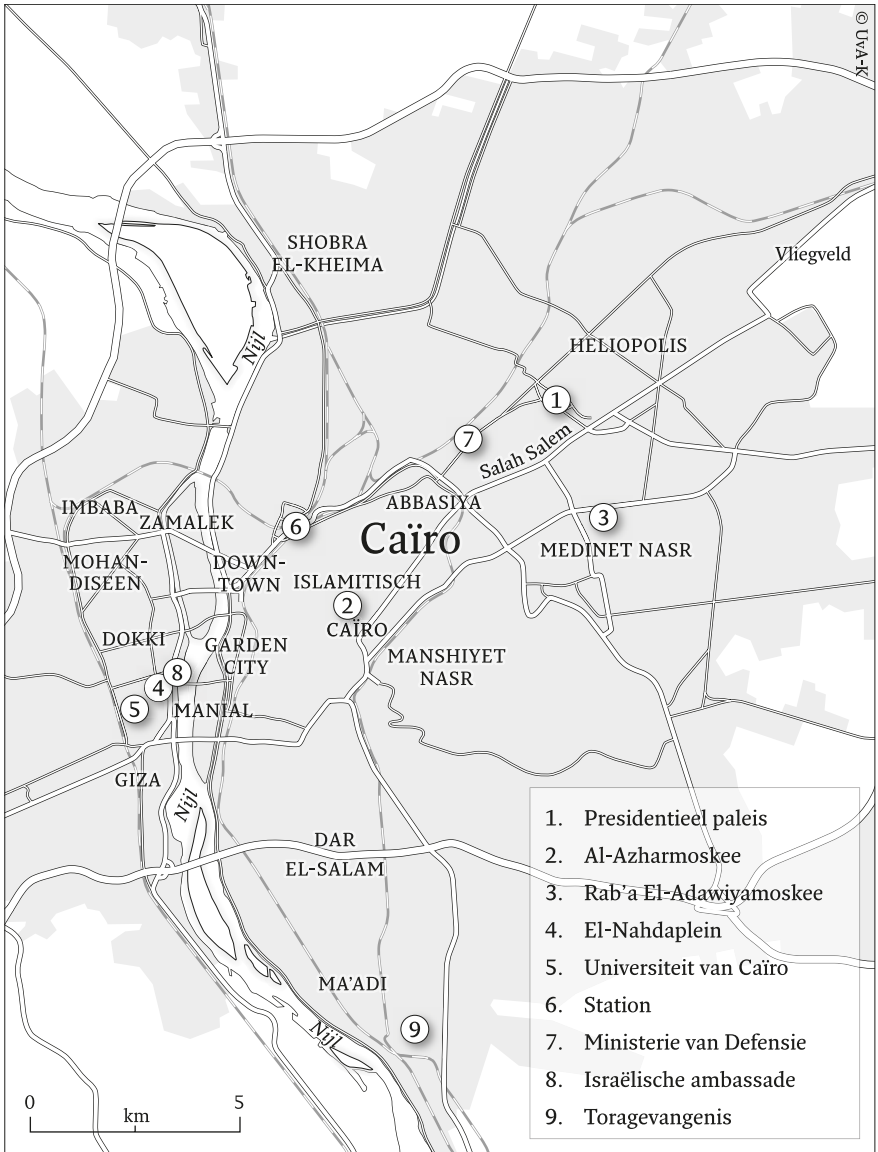 © UvA-K
SHOBRA
EL-KHEIMA
Vliegveld
Nijl
HELIOPOLIS
1
7
Salah Salem
ABBASIYA
IMBABA
ZAMALEK
6
3
Caïro
MEDINET NASR
MOHAN-
DISEEN
DOWN-
TOWN
ISLAMITISCH
2
CAÏRO
DOKKI
GARDEN
CITY
MANSHIYET
NASR
8
4
5
MANIAL
GIZA
Nijl
DAR
EL-SALAM
MA'ADI
9
Nijl
1. Presidentieel paleis
2. Al-Azharmoskee
3. Rab'a El-Adawiyamoskee
4. El-Nahdaplein
5. Universiteit van Caïro
6. Station
7. Ministerie van Defensie
8. Israëlische ambassade
9. Toragevangenis
0 5
km